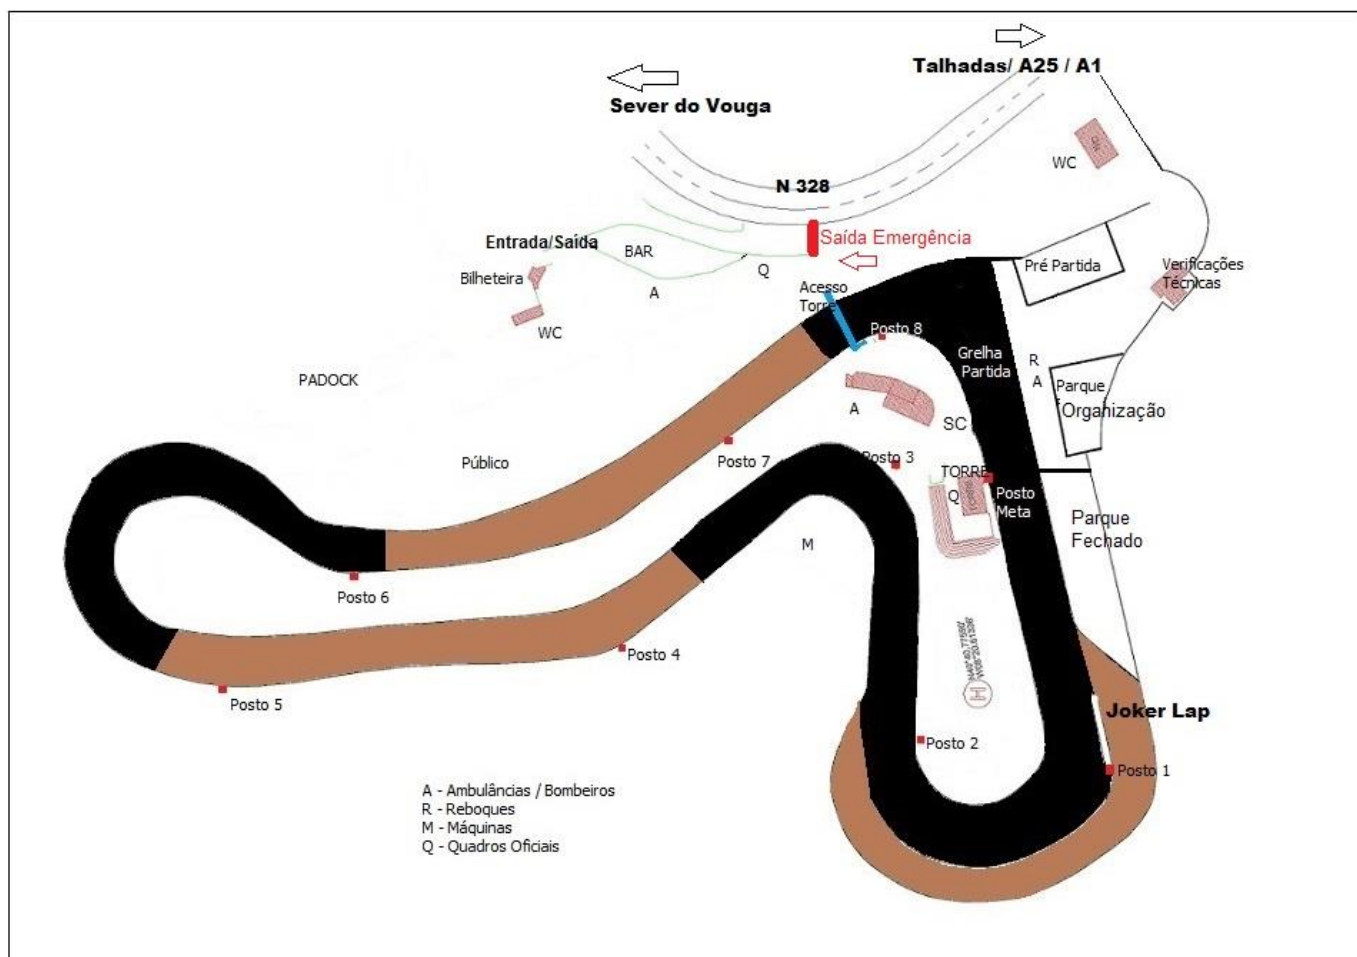 Talhadas/ A25 / A1
Sever do Vouga
WC
N 328
Saída Emergência
Entrada/Saída
BAR
Q
Pré Partida
Verificações
Técnicas
Bilheteira
A
Acesso
Torre
WC
Posto 8
Grelha
Partida
R
A
PADOCK
Parque
Organização
A
SC
Público
Posto 7
Posto 3
TORRE
Q
Posto
Meta
Parque
Fechado
M
Posto 6
Posto 4
Posto 5
H
Joker Lap
Posto 2
Posto 1
A - Ambulâncias / Bombeiros
R - Reboques
M - Máquinas
Q - Quadros Oficiais